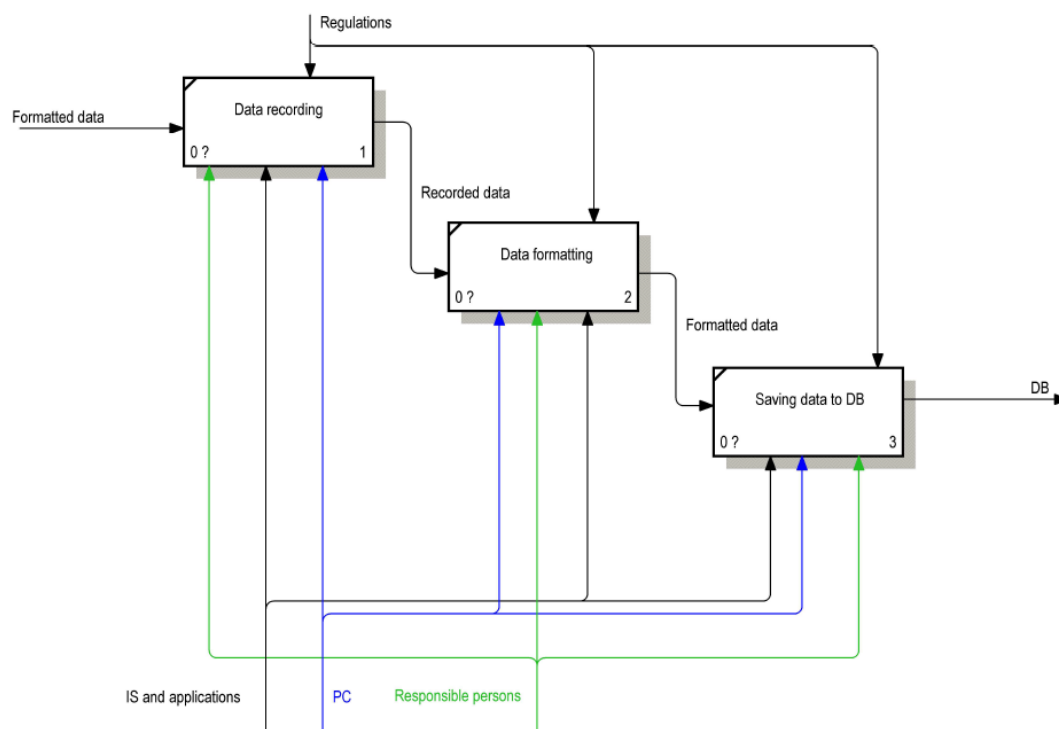 Regulations
Formatted data
Data recording
0 ?
1
Recorded data
Data formatting
0 ?
2
Formatted data
Saving data to DB
0 ?
3
DB
IS and applications
PC
Responsible persons